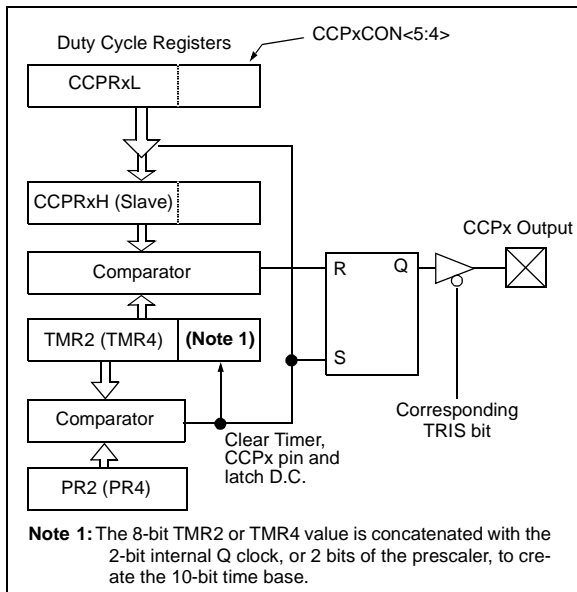 Duty Cycle Registers
CCPxCON<5:4>
CCPRxL
CCPRxH (Slave)
Comparator
TMR2 (TMR4)
(Note 1)
Comparator
PR2 (PR4)
Clear Timer,
CCPx pin and
latch D.C.
R
Q
S
CCPx Output
Corresponding
TRIS bit
Note 1: The 8-bit TMR2 or TMR4 value is concatenated with the
2-bit internal Q clock, or 2 bits of the prescaler, to cre-
ate the 10-bit time base.